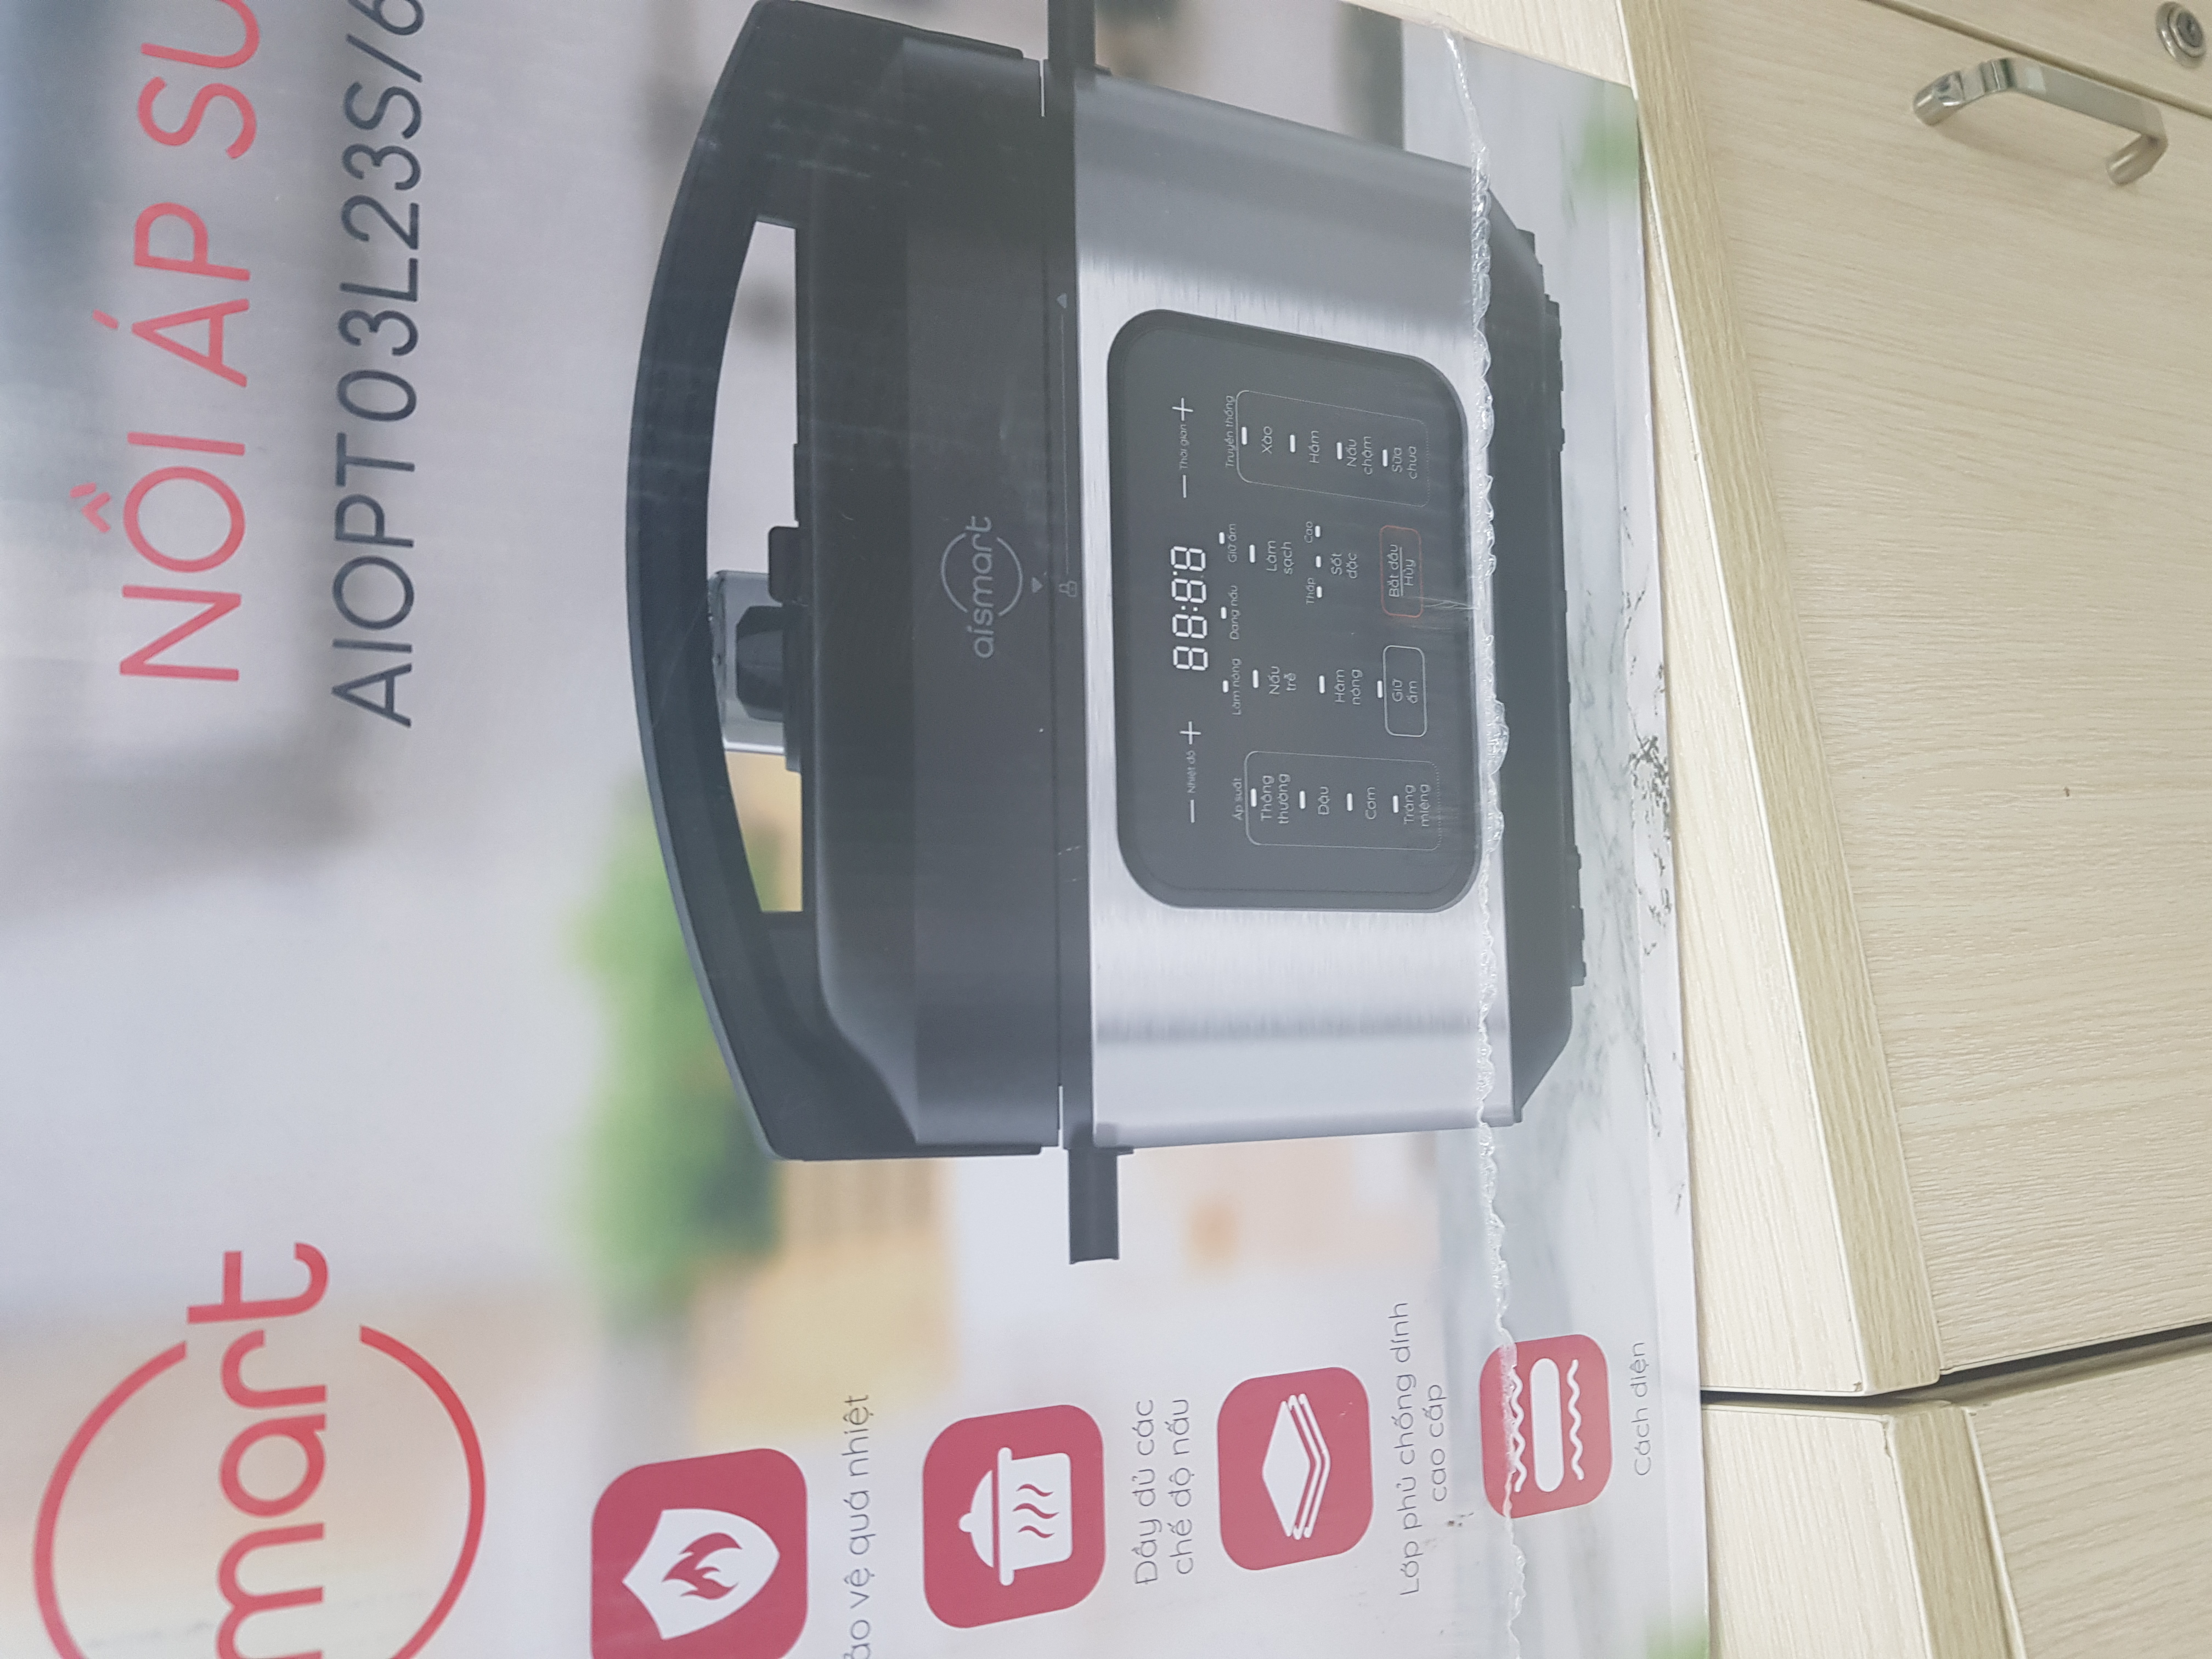 mart
NỒI ÁP SU
AIOPT03L23S/6
ảo vệ quá nhiệt
Đầy đủ các
chế độ nấu
Lớp phủ chống dính
cao cấp
Cách điện
aismart
— Nhiệt độ +
88:88
— Thời gian +
Làm nóng
Đang nấu
Giữ ấm
Áp suất
Thông
thường
Đậu
Cơm
Tráng
miệng
Nấu
trễ
Hâm
nóng
Giữ
ấm
Làm
sạch
Thấp
Cao
Sốt
đặc
Bắt đầu
Hủy
Truyền thống
Xào
Hầm
Nấu
chậm
Sữa
chua